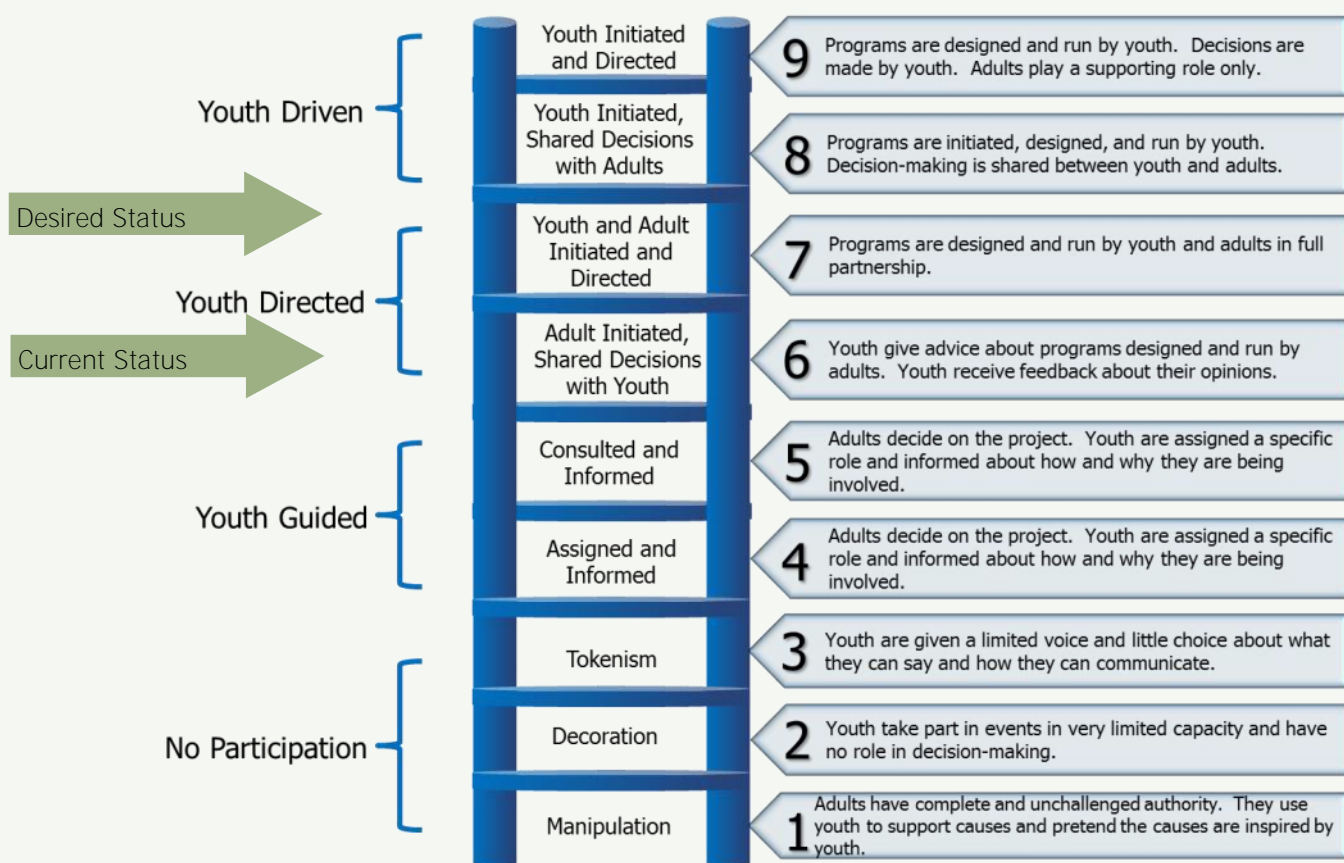 Youth Driven
Desired Status
Youth Directed
Current Status
Youth Guided
No Participation
Youth Initiated
and Directed
9
Programs are designed and run by youth. Decisions are
made by youth. Adults play a supporting role only.
Youth Initiated,
Shared Decisions
with Adults
8
Programs are initiated, designed, and run by youth.
Decision-making is shared between youth and adults.
Youth and Adult
Initiated and
Directed
7
Programs are designed and run by youth and adults in full
partnership.
Adult Initiated,
Shared Decisions
with Youth
6
Youth give advice about programs designed and run by
adults. Youth receive feedback about their opinions.
Consulted and
Informed
5
Adults decide on the project. Youth are assigned a specific
role and informed about how and why they are being
involved.
Assigned and
Informed
4
Adults decide on the project. Youth are assigned a specific
role and informed about how and why they are being
involved.
Tokenism
3
Youth are given a limited voice and little choice about what
they can say and how they can communicate.
Decoration
2
Youth take part in events in very limited capacity and have
no role in decision-making.
Manipulation
1
Adults have complete and unchallenged authority. They use
youth to support causes and pretend the causes are inspired by
youth.